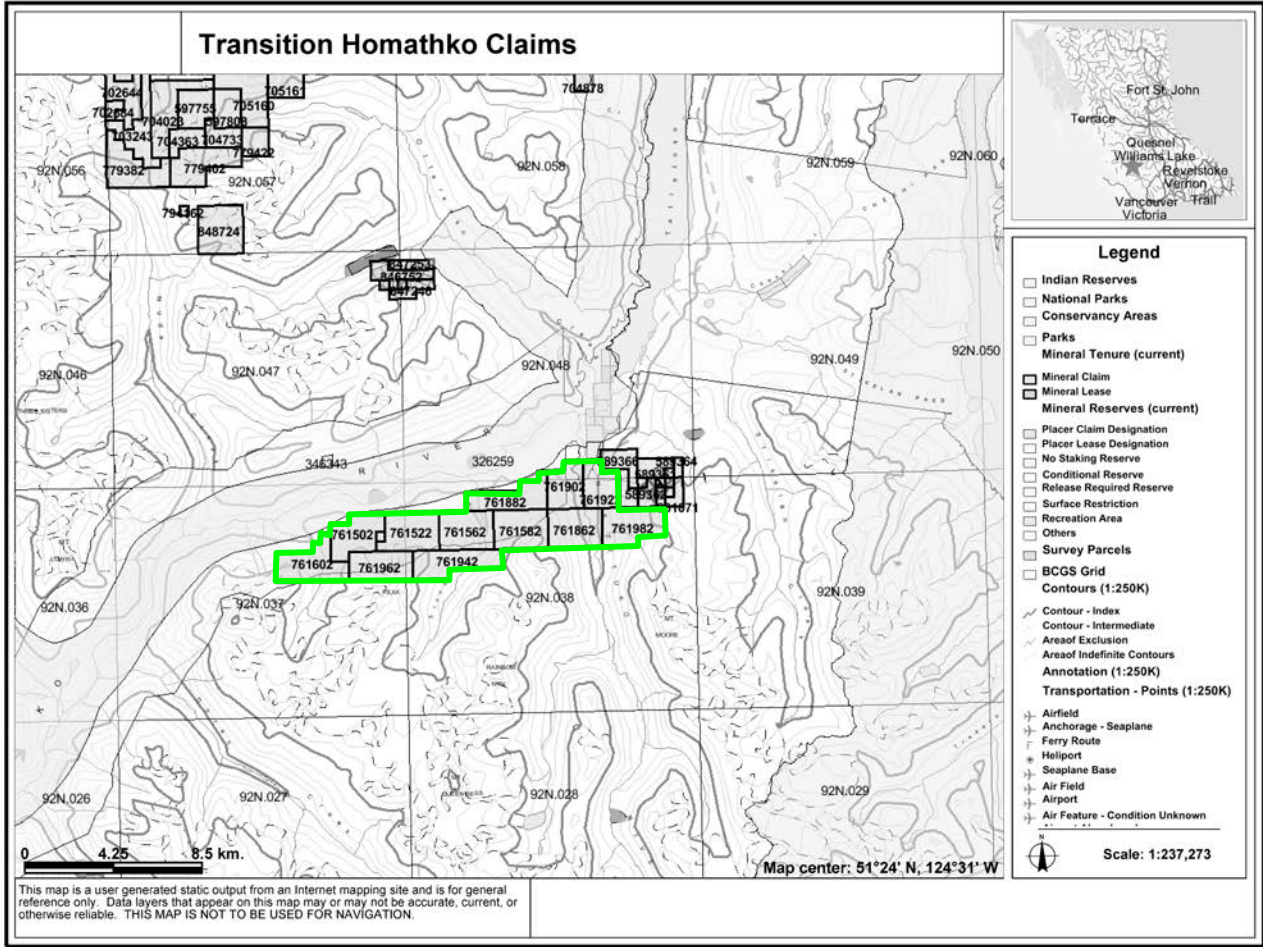 Transition Homathko Claims
Fort St. John
Terrace
Quesnel
Williams Lake
Revelstoke
Vernon
Vancouver
Trail
Victoria
702644
705161
704878
597755
705160
704023
704363
704733
779422
779382
779402
848724
847253
846752
847246
92N.056
92N.057
92N.058
92N.059
92N.060
92N.046
92N.047
92N.048
92N.049
92N.050
346343
RIVER
326259
589364
761902
761882
761502
761522
761562
761582
761862
761982
761602
761962
761942
PEAK
92N.036
92N.037
92N.038
92N.039
MT
MOORE
RAINBOW
92N.026
92N.027
92N.028
92N.029
0 4.25 8.5 km.
Map center: 51°24' N, 124°31' W
Legend
Indian Reserves
National Parks
Conservancy Areas
Parks
Mineral Tenure (current)
Mineral Claim
Mineral Lease
Mineral Reserves (current)
Placer Claim Designation
Placer Lease Designation
No Staking Reserve
Conditional Reserve
Release Required Reserve
Surface Restriction
Recreation Area
Others
Survey Parcels
BCGS Grid
Contours (1:250K)
Contour - Index
Contour - Intermediate
Areaof Exclusion
Areaof Indefinite Contours
Annotation (1:250K)
Transportation - Points (1:250K)
Airfield
Anchorage - Seaplane
Ferry Route
Heliport
Seaplane Base
Air Field
Airport
Air Feature - Condition Unknown
N
Scale: 1:237,273
This map is a user generated static output from an Internet mapping site and is for general
reference only. Data layers that appear on this map may or may not be accurate, current, or
otherwise reliable. THIS MAP IS NOT TO BE USED FOR NAVIGATION.